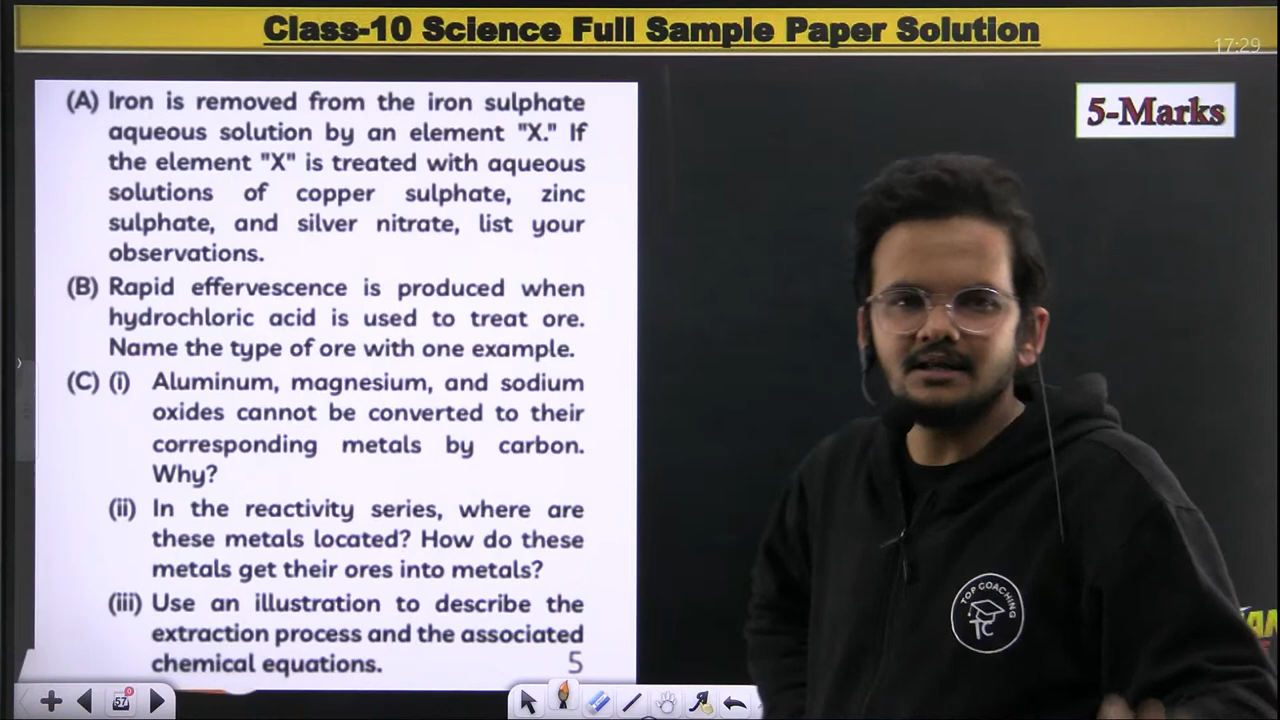 Class-10 Science Full Sample Paper Solution
17:29
5-Marks
(A) Iron is removed from the iron sulphate
aqueous solution by an element "X." If
the element "X" is treated with aqueous
solutions of copper sulphate, zinc
sulphate, and silver nitrate, list your
observations.
(B) Rapid effervescence is produced when
hydrochloric acid is used to treat ore.
Name the type of ore with one example.
(C) (i) Aluminum, magnesium, and sodium
oxides cannot be converted to their
corresponding metals by carbon.
Why?
(ii) In the reactivity series, where are
these metals located? How do these
metals get their ores into metals?
(iii) Use an illustration to describe the
extraction process and the associated
chemical equations. 5
TOP COACHING
TC
57
0